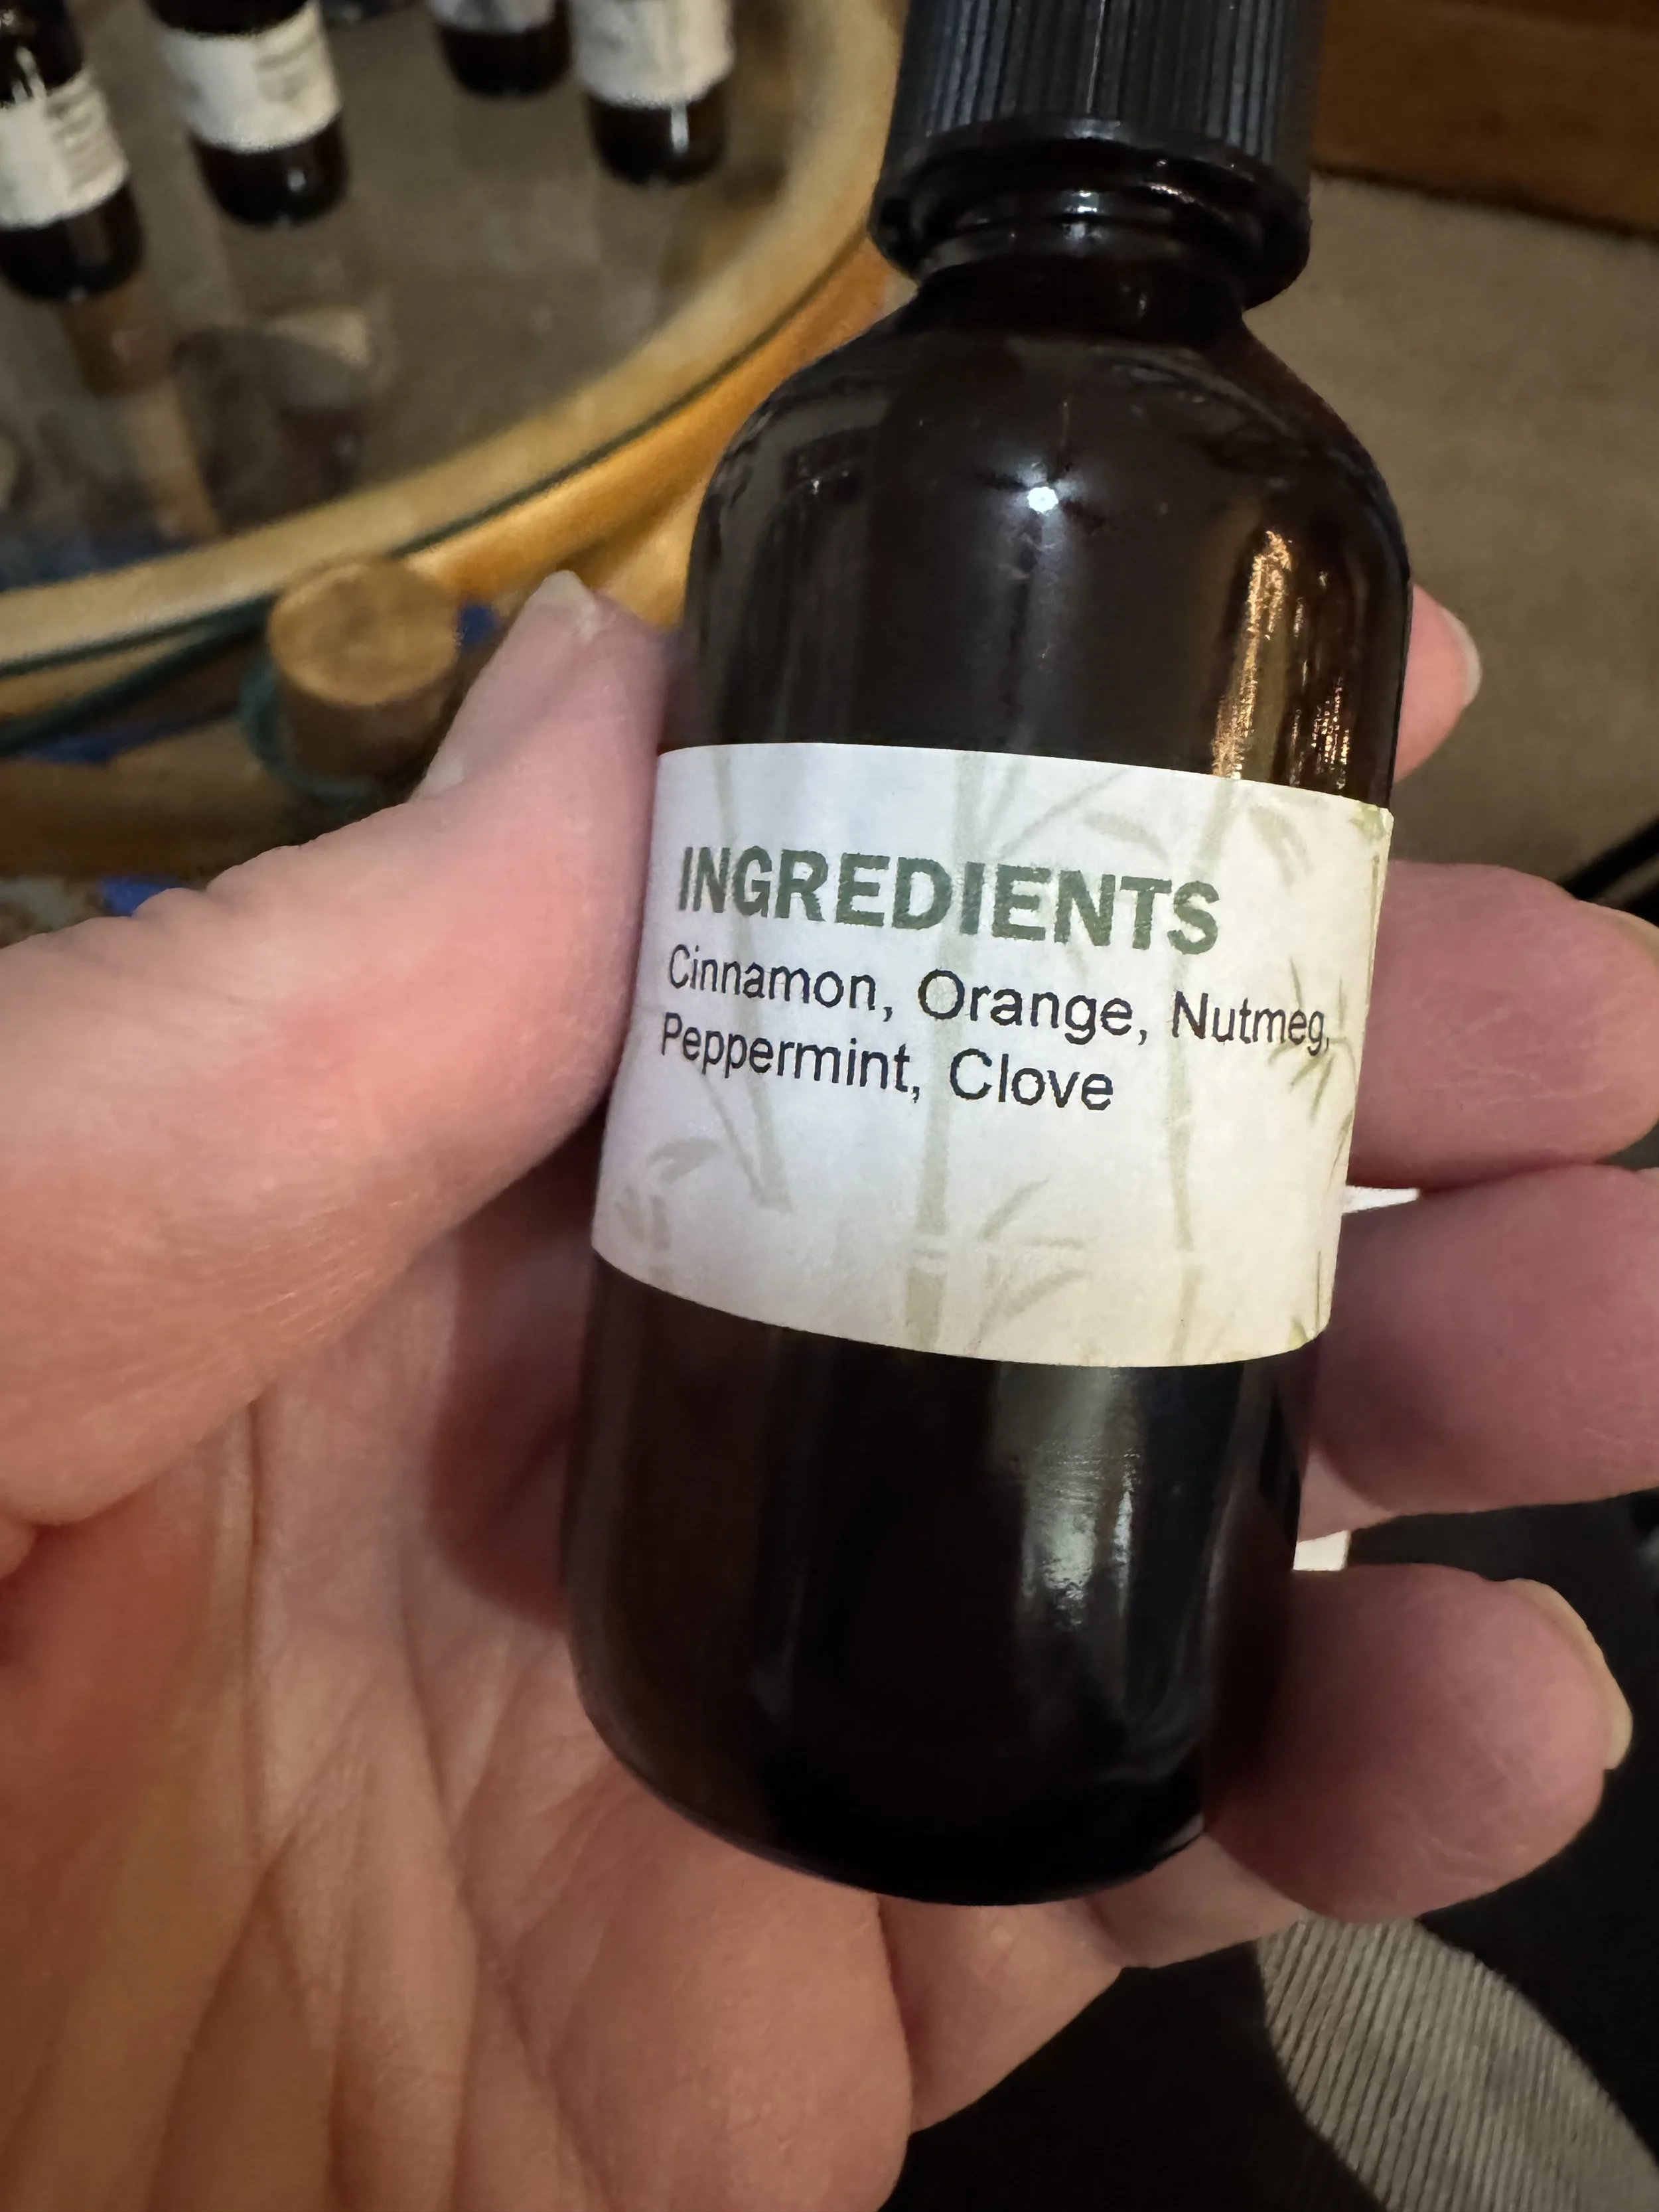 INGREDIENTS
Cinnamon, Orange, Nutmeg,
Peppermint, Clove